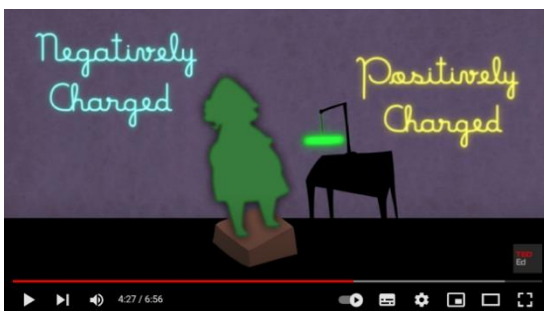 Negatively
Charged
Positively
Charged
TED
Ed
4:27 / 6:56